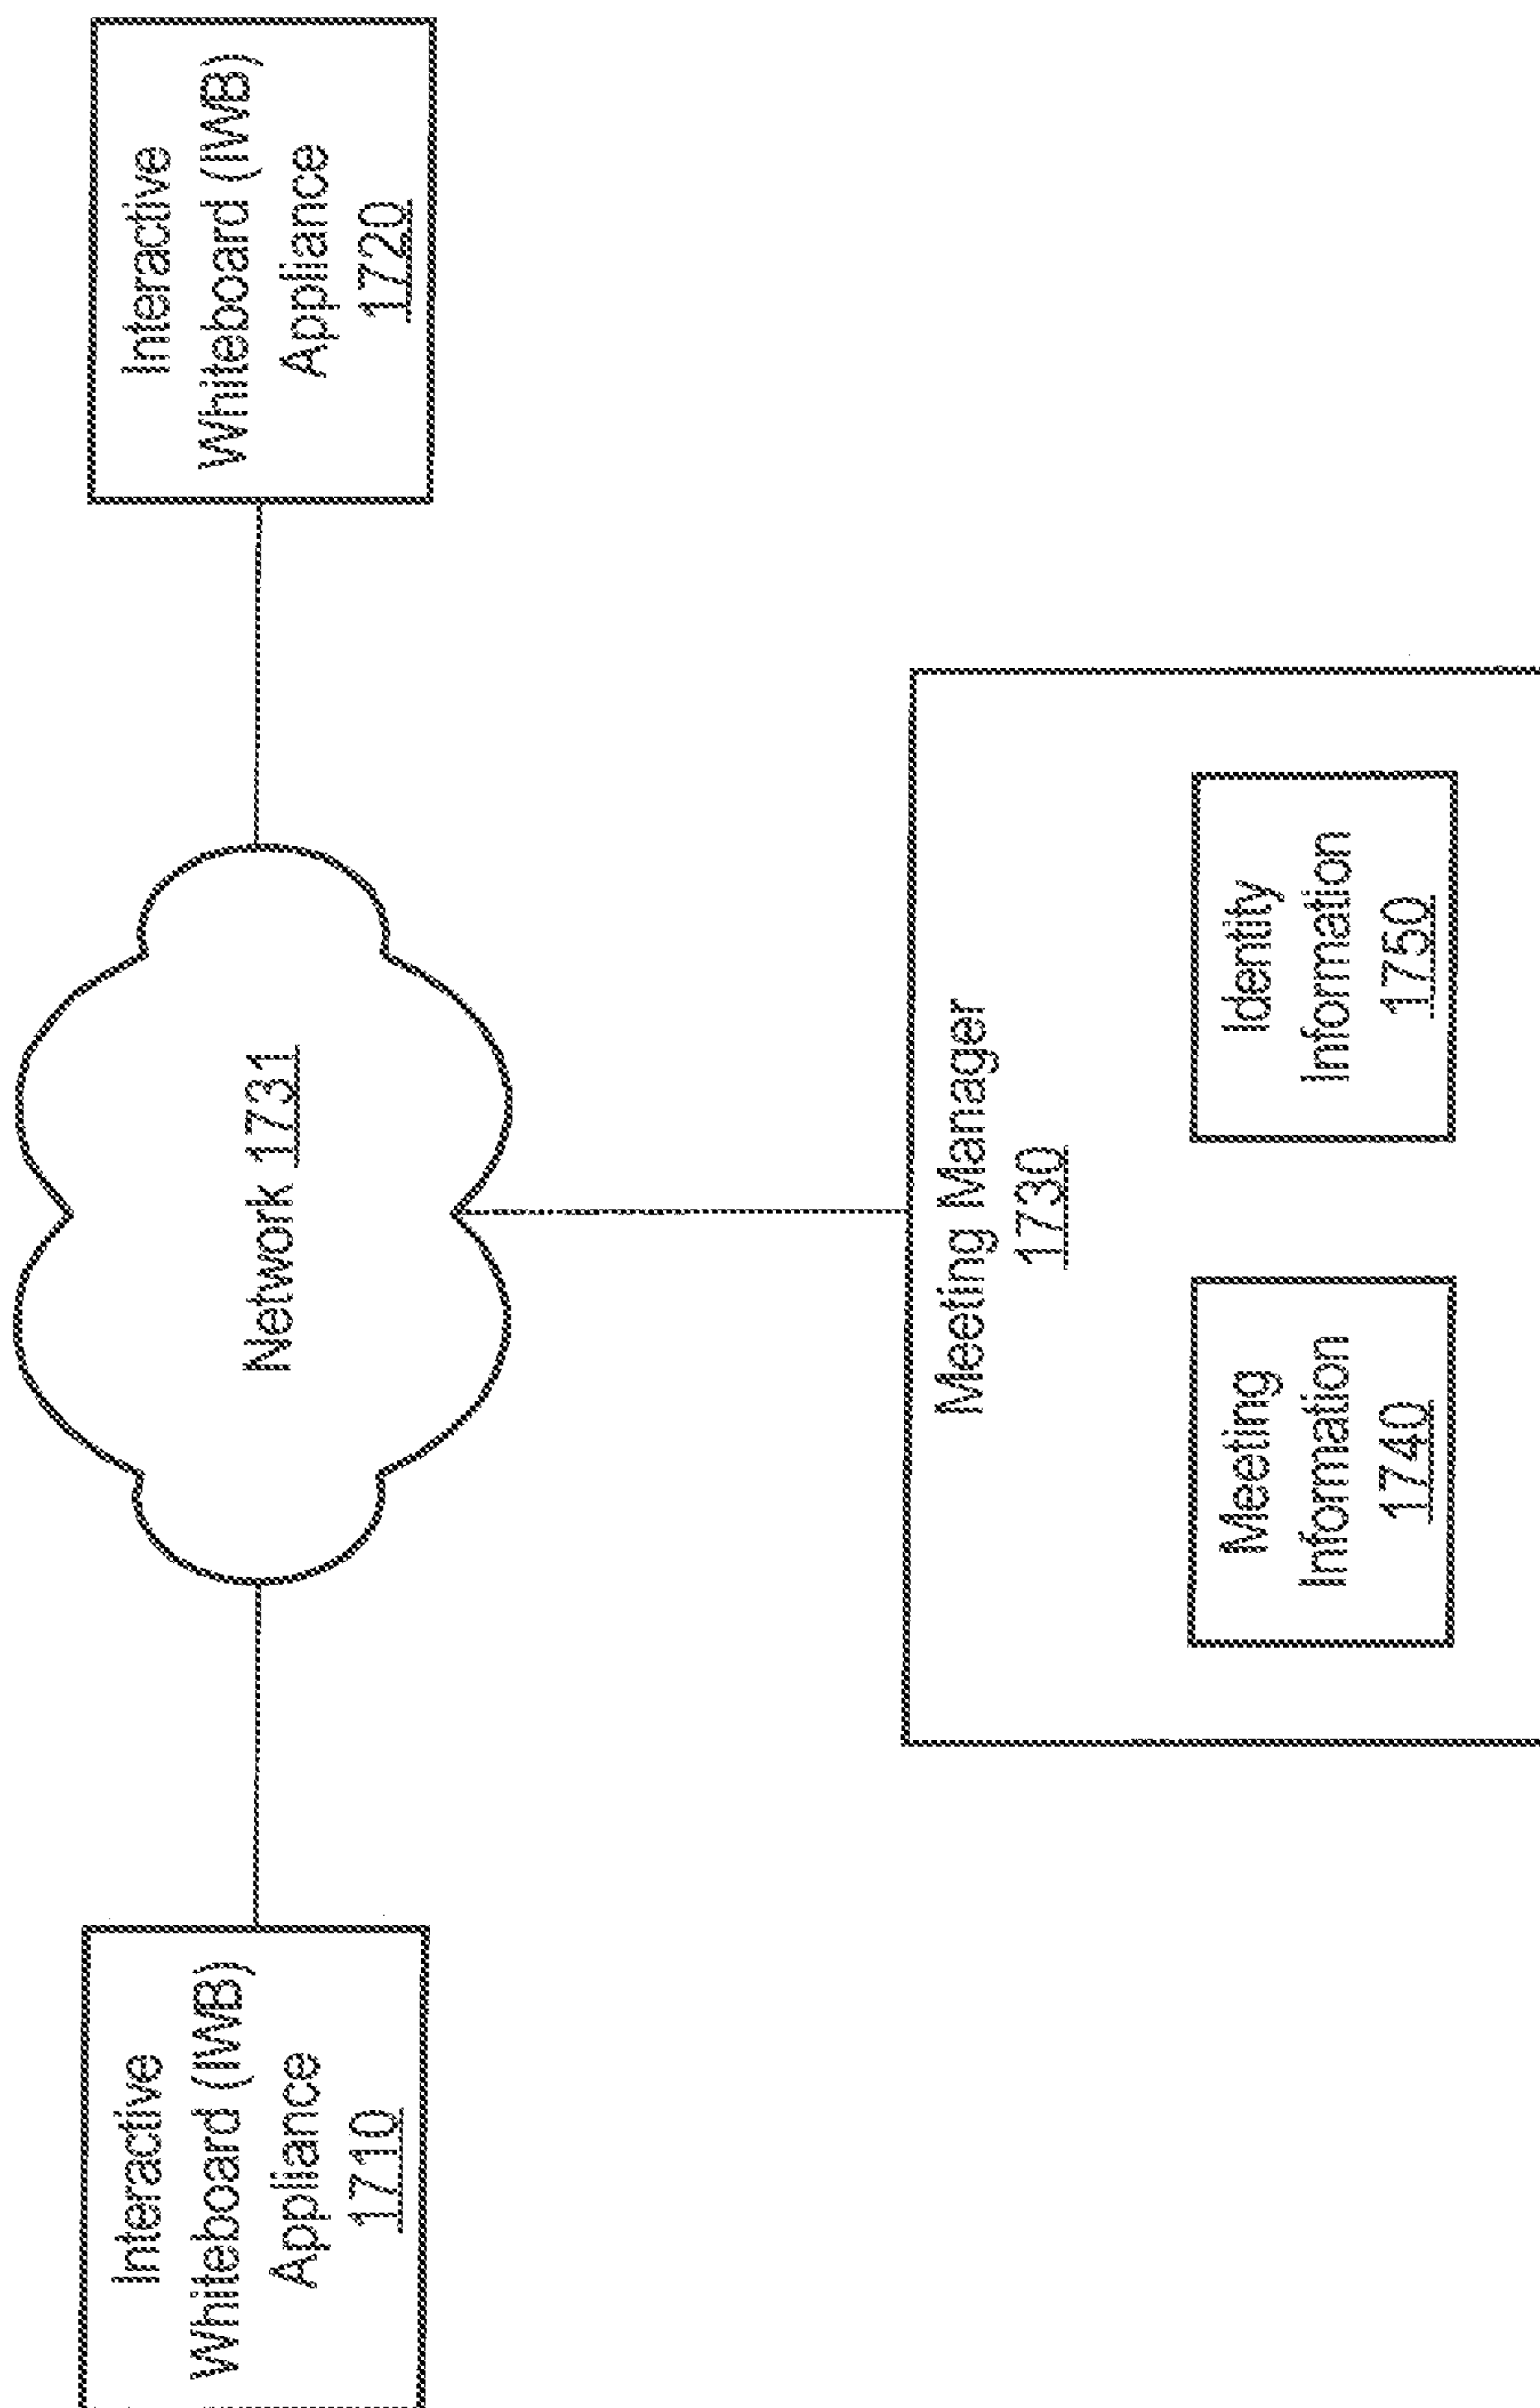 Interactive
Whiteboard (IWB)
Appliance
1710
Network 1731
Interactive
Whiteboard (IWB)
Appliance
1720
Meeting Manager
1730
Meeting
Information
1740
Identity
Information
1750